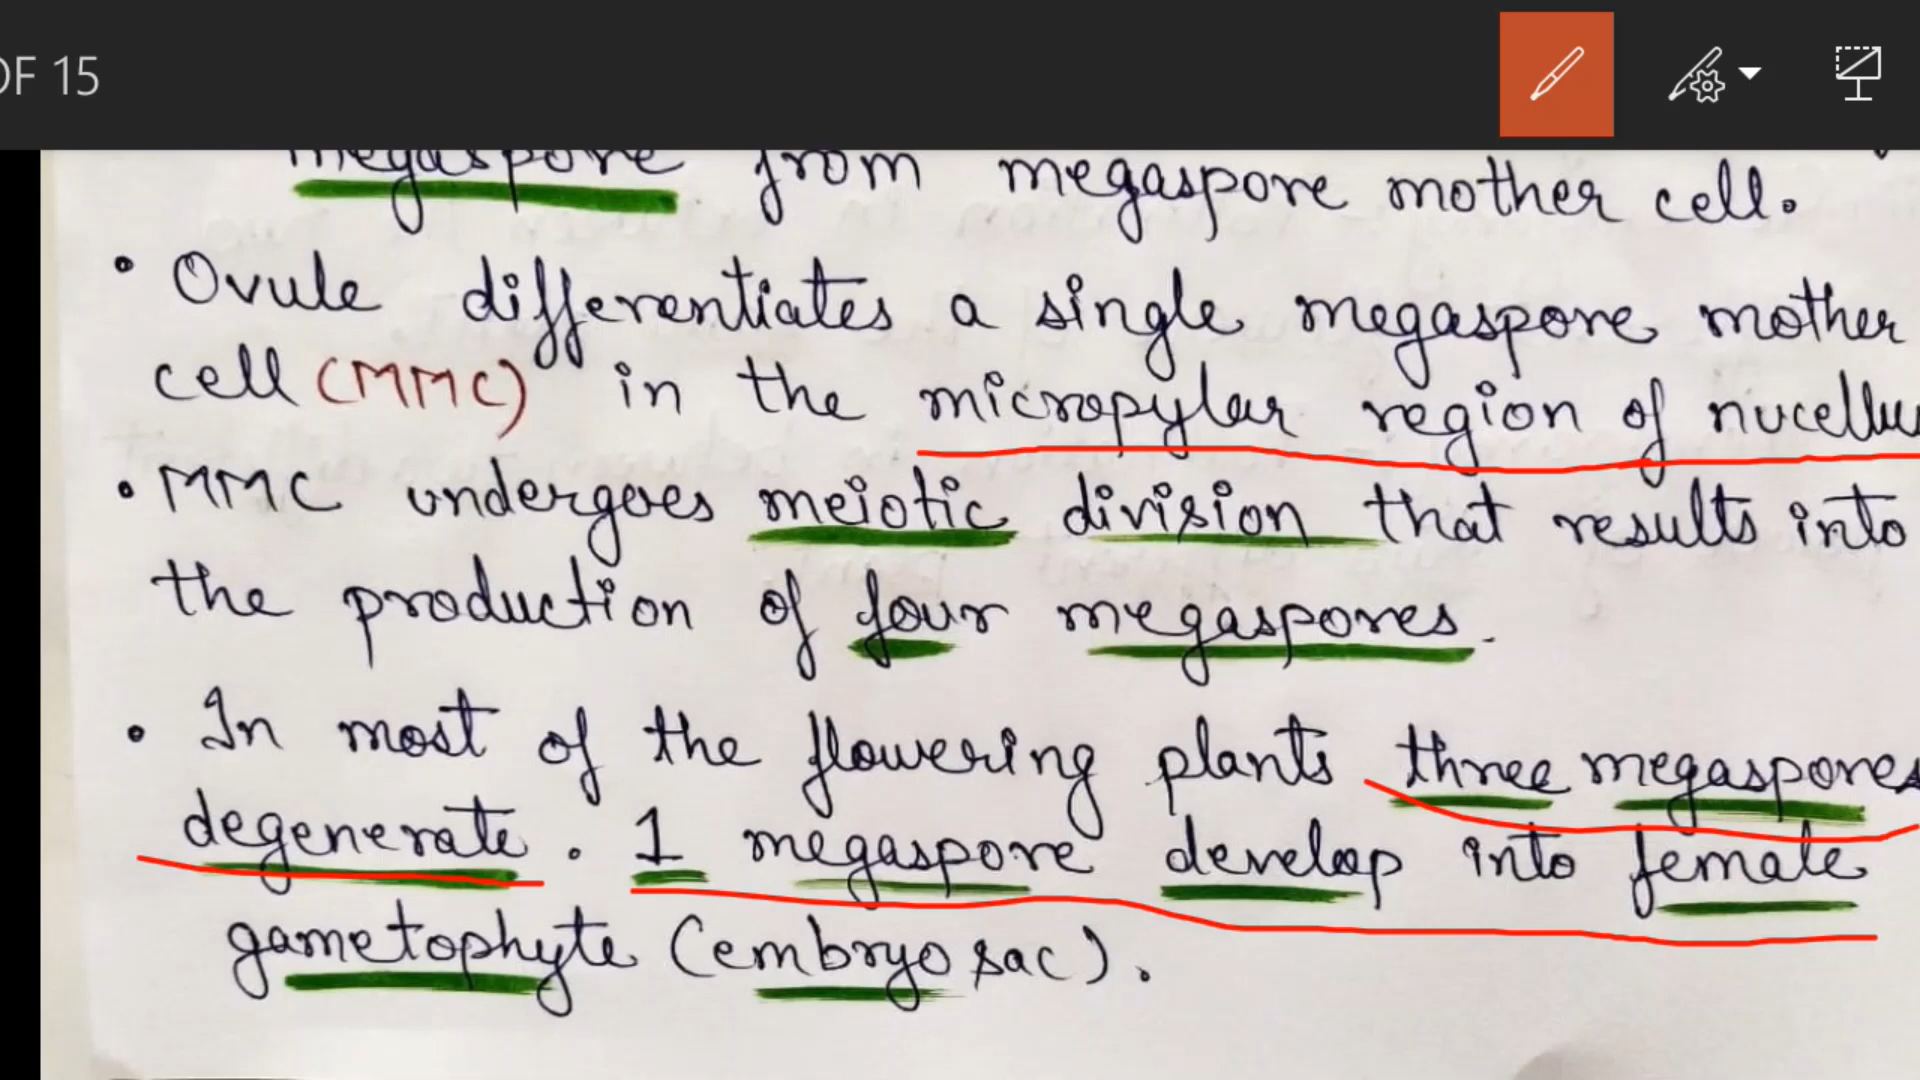 OF 15
megaspore from megaspore mother cell.
• Ovule differentiates a single megaspore mother
cell (MMC) in the micropylar region of nucellu
• MMC undergoes meiotic division that results into
the production of four megaspores.
• In most of the flowering plants three megaspores
degenerate. 1 megaspore develop into female
gametophyte (embryo sac).